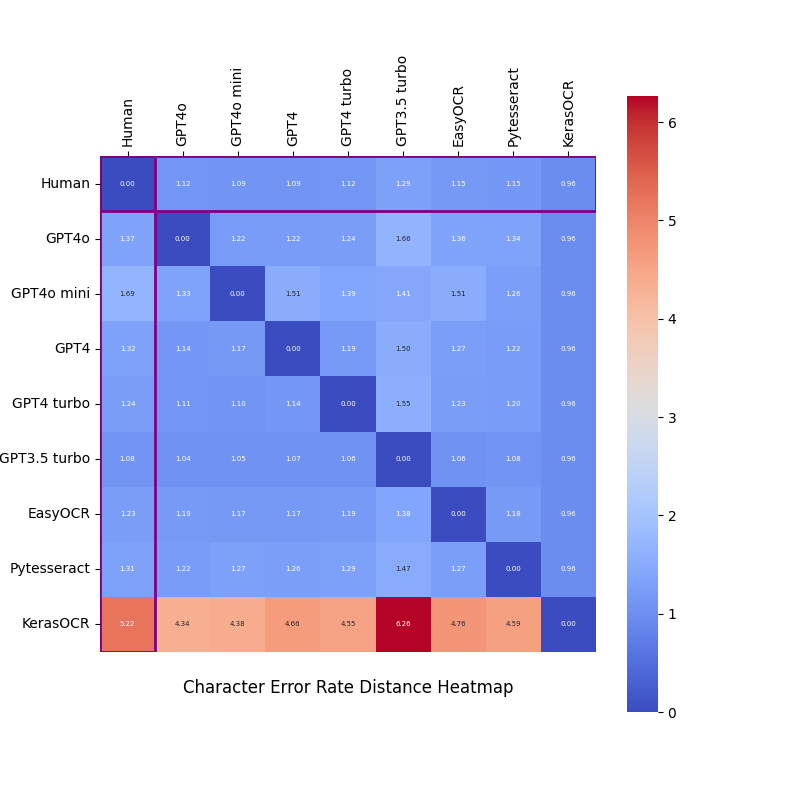 Human GPT4o GPT4o mini GPT4 GPT4 turbo GPT3.5 turbo EasyOCR Pytesseract KerasOCR
Human 0.00 1.12 1.09 1.09 1.12 1.29 1.15 1.15 0.96
GPT4o 1.37 0.00 1.22 1.22 1.24 1.66 1.36 1.34 0.96
GPT4o mini 1.69 1.33 0.00 1.51 1.39 1.41 1.51 1.26 0.96
GPT4 1.32 1.14 1.17 0.00 1.19 1.50 1.27 1.22 0.96
GPT4 turbo 1.24 1.11 1.10 1.14 0.00 1.55 1.23 1.20 0.96
GPT3.5 turbo 1.08 1.04 1.05 1.07 1.06 0.00 1.06 1.08 0.96
EasyOCR 1.23 1.19 1.17 1.17 1.19 1.38 0.00 1.18 0.96
Pytesseract 1.31 1.22 1.27 1.26 1.29 1.47 1.27 0.00 0.96
KerasOCR 5.22 4.34 4.38 4.66 4.55 6.26 4.76 4.59 0.00
Character Error Rate Distance Heatmap
6
5
4
3
2
1
0